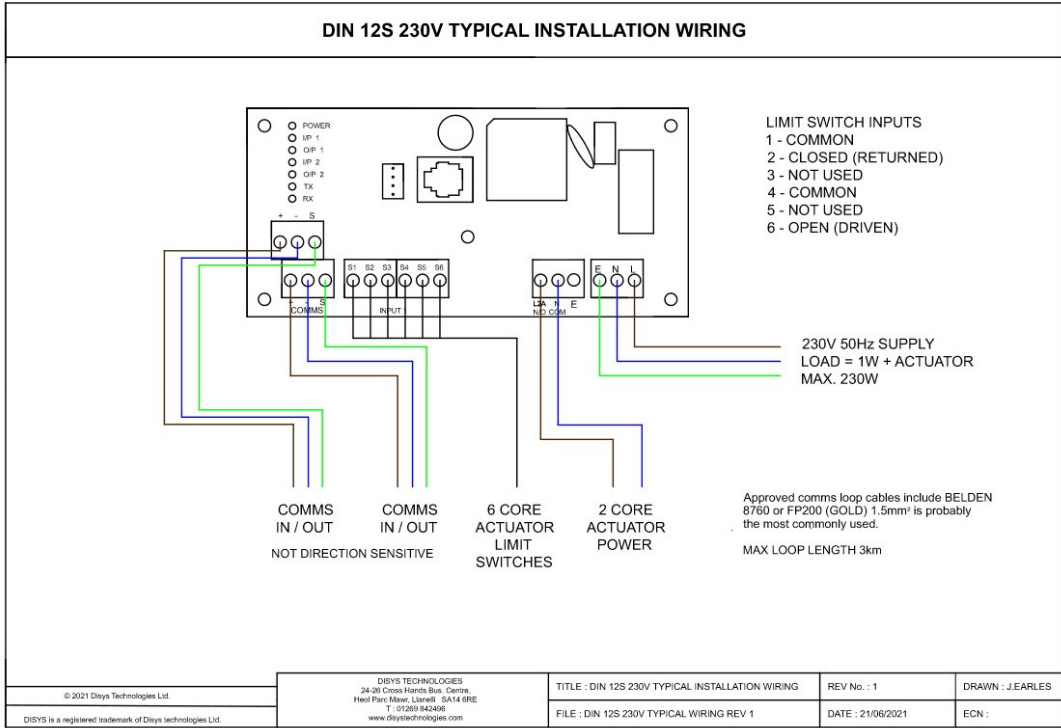 DIN 12S 230V TYPICAL INSTALLATION WIRING
POWER
I/P 1
O/P 1
I/P 2
O/P 2
TX
RX
+ - S
+ - S
COMMS
S1 S2 S3 S4 S5 S6
INPUT
L2A N E
N/O COM
E N L
LIMIT SWITCH INPUTS
1 - COMMON
2 - CLOSED (RETURNED)
3 - NOT USED
4 - COMMON
5 - NOT USED
6 - OPEN (DRIVEN)
230V 50Hz SUPPLY
LOAD = 1W + ACTUATOR
MAX. 230W
COMMS
IN / OUT
COMMS
IN / OUT
NOT DIRECTION SENSITIVE
6 CORE
ACTUATOR
LIMIT
SWITCHES
2 CORE
ACTUATOR
POWER
Approved comms loop cables include BELDEN
8760 or FP200 (GOLD) 1.5mm² is probably
the most commonly used.
MAX LOOP LENGTH 3km
© 2021 Disys Technologies Ltd.
DISYS is a registered trademark of Disys technologies Ltd.
DISYS TECHNOLOGIES
24-26 Cross Hands Bus. Centre,
Heol Parc Mawr, Llanelli SA14 6RE
T : 01269 842496
www.disystechnologies.com
TITLE : DIN 12S 230V TYPICAL INSTALLATION WIRING
REV No. : 1
DRAWN : J.EARLES
FILE : DIN 12S 230V TYPICAL WIRING REV 1
DATE : 21/06/2021
ECN :